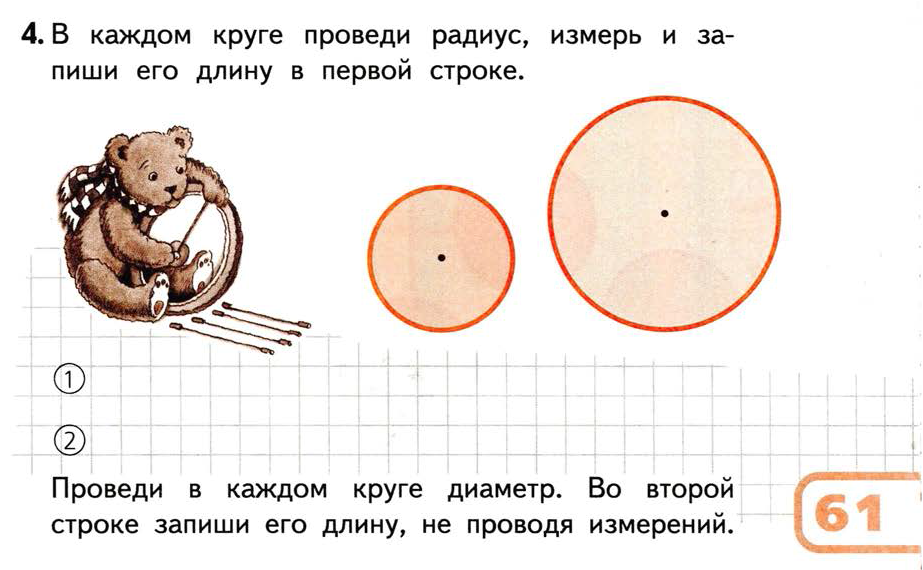 4. В каждом круге проведи радиус, измерь и за-
пиши его длину в первой строке.
①
②
Проведи в каждом круге диаметр. Во второй
строке запиши его длину, не проводя измерений.
61